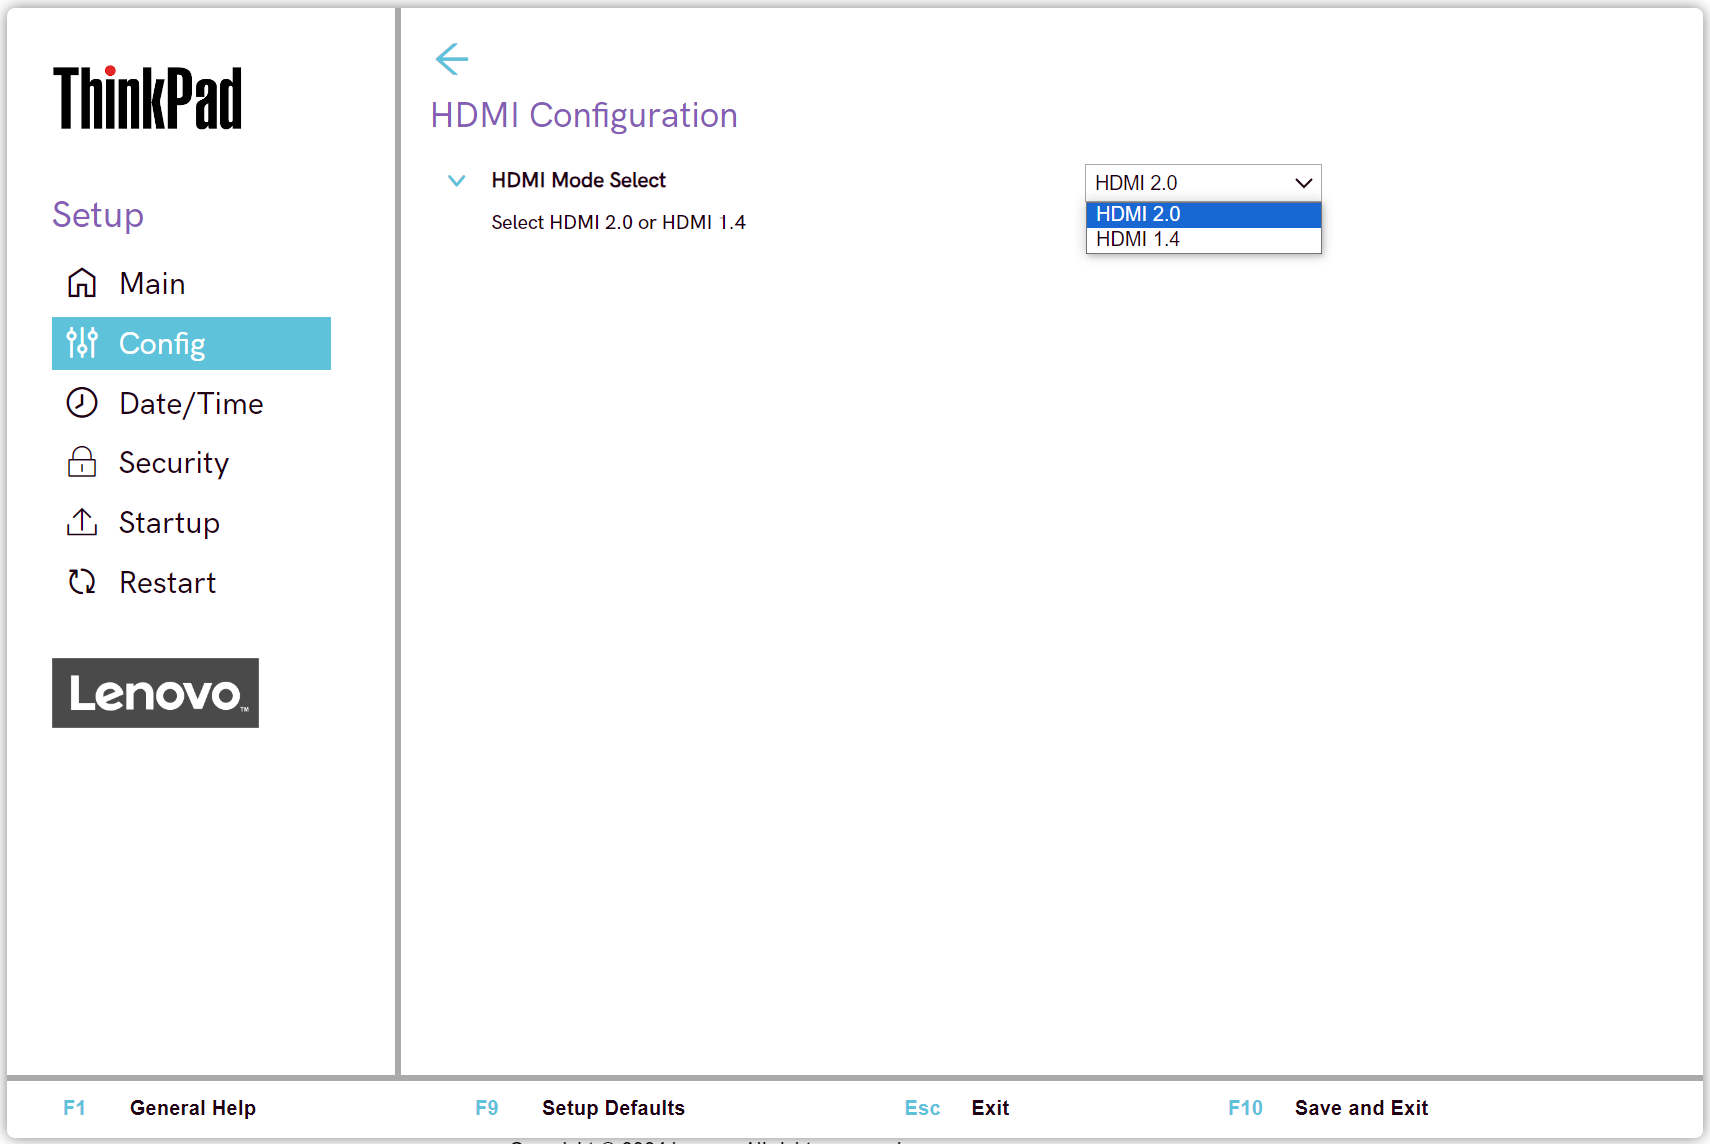 ThinkPad
Setup
Main
Config
Date/Time
Security
Startup
Restart
Lenovo™
HDMI Configuration
HDMI Mode Select
HDMI 2.0
Select HDMI 2.0 or HDMI 1.4
HDMI 2.0
HDMI 1.4
F1 General Help
F9 Setup Defaults
Esc Exit
F10 Save and Exit